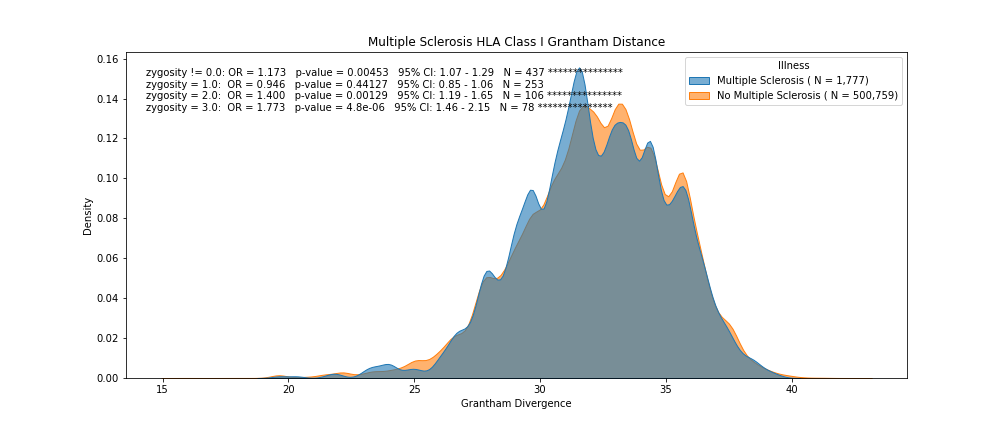 Multiple Sclerosis HLA Class I Grantham Distance
zygosity != 0.0: OR = 1.173 p-value = 0.00453 95% CI: 1.07 - 1.29 N = 437 ***************
zygosity = 1.0: OR = 0.946 p-value = 0.44127 95% CI: 0.85 - 1.06 N = 253
zygosity = 2.0: OR = 1.400 p-value = 0.00129 95% CI: 1.19 - 1.65 N = 106 ***************
zygosity = 3.0: OR = 1.773 p-value = 4.8e-06 95% CI: 1.46 - 2.15 N = 78 ***************
Illness
Multiple Sclerosis ( N = 1,777)
No Multiple Sclerosis ( N = 500,759)
Density
0.16
0.14
0.12
0.10
0.08
0.06
0.04
0.02
0.00
15 20 25 30 35 40
Grantham Divergence